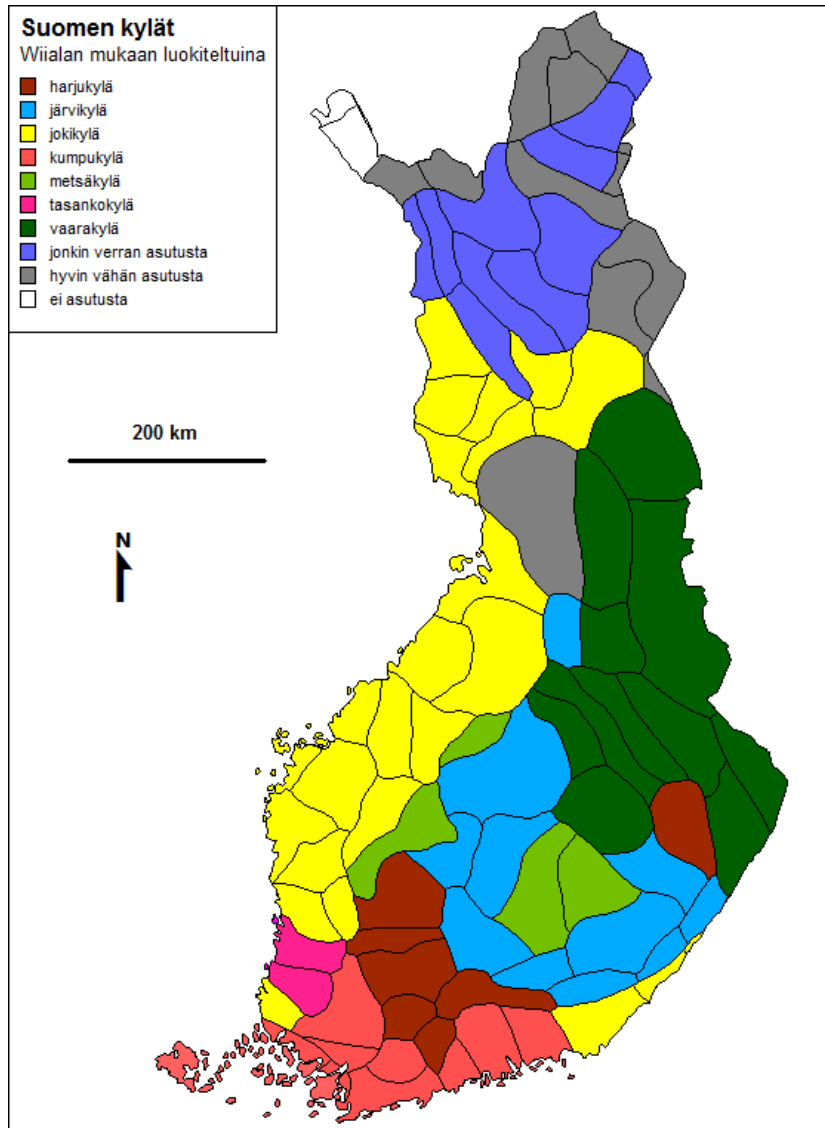 Suomen kylät
Wiialan mukaan luokiteltuina
harjukylä
järvikylä
jokikylä
kumpukylä
metsäkylä
tasankokylä
vaarakylä
jonkin verran asutusta
hyvin vähän asutusta
ei asutusta
200 km
N